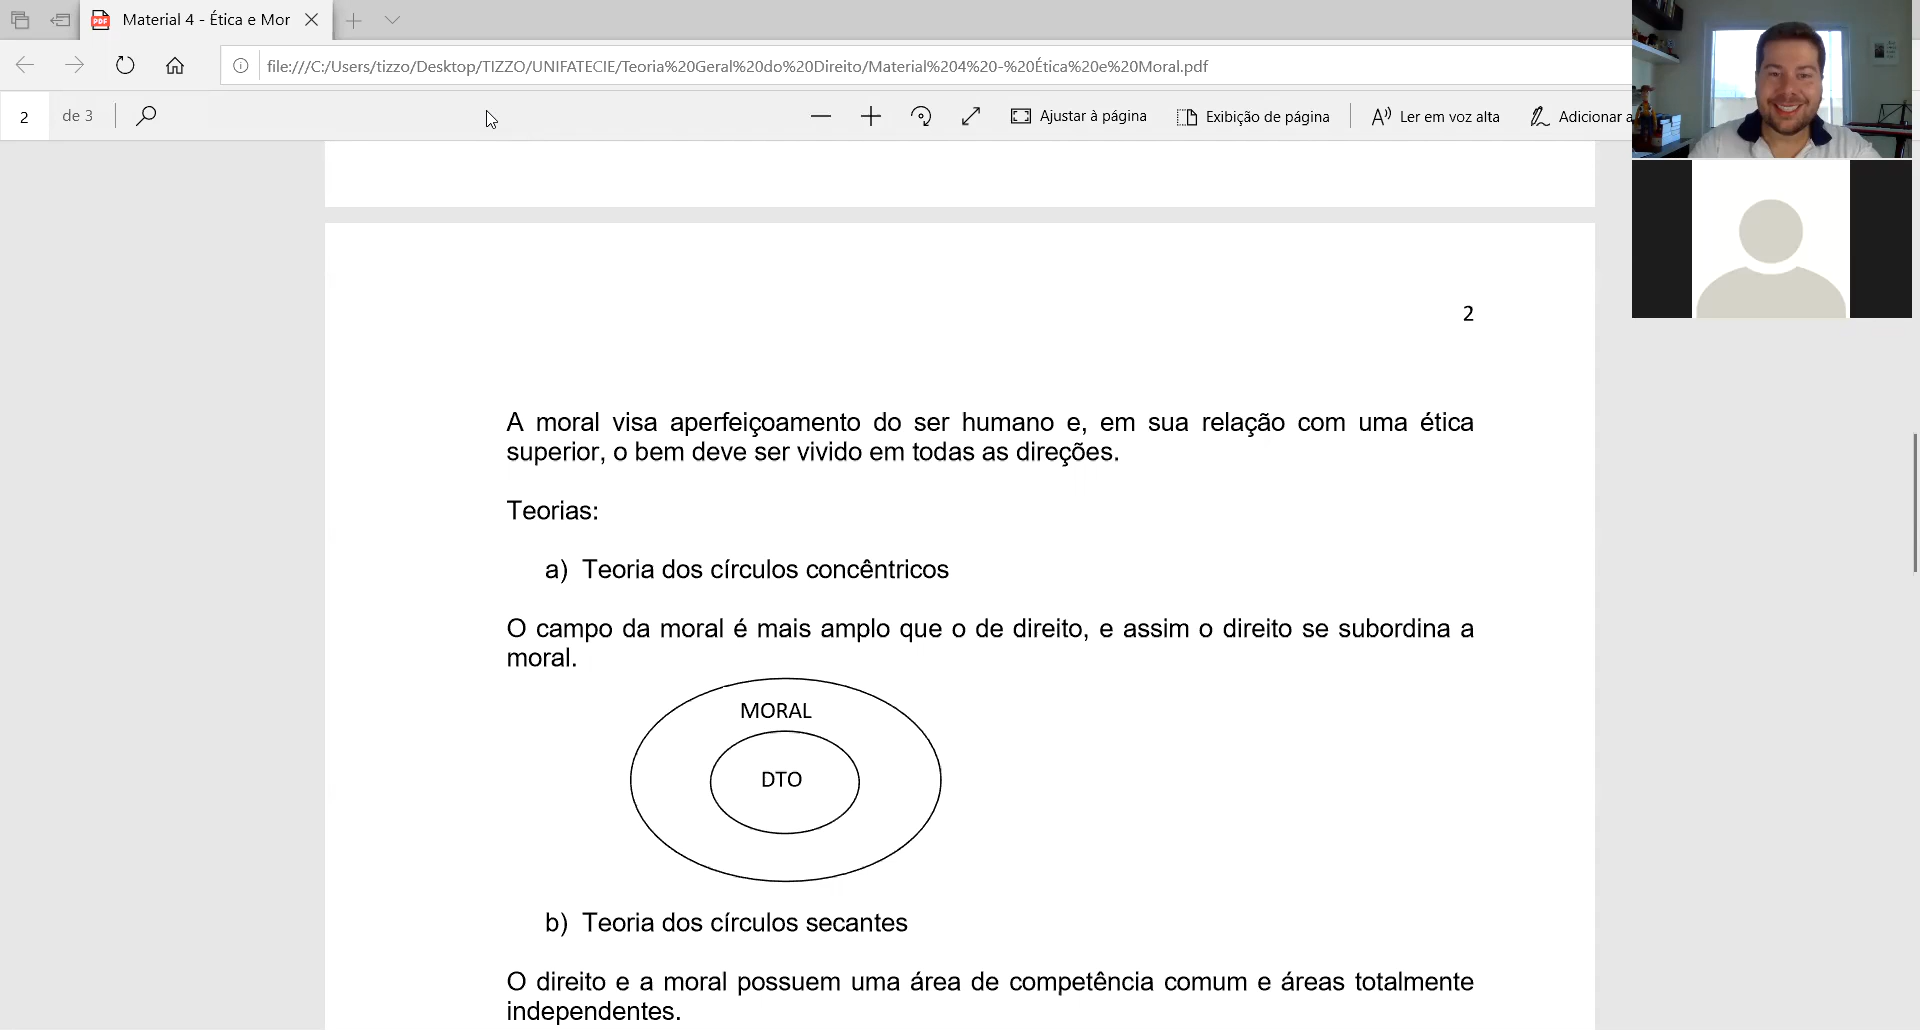 Material 4 - Ética e Mor
file:///C:/Users/tizzo/Desktop/TIZZO/UNIFATECIE/Teoria%20Geral%20do%20Direito/Material%204%20-%20Ética%20e%20Moral.pdf
2 de 3 Ajustar à página Exibição de página Ler em voz alta Adicionar a
2
A moral visa aperfeiçoamento do ser humano e, em sua relação com uma ética
superior, o bem deve ser vivido em todas as direções.
Teorias:
a) Teoria dos círculos concêntricos
O campo da moral é mais amplo que o de direito, e assim o direito se subordina a
moral.
MORAL
DTO
b) Teoria dos círculos secantes
O direito e a moral possuem uma área de competência comum e áreas totalmente
independentes.